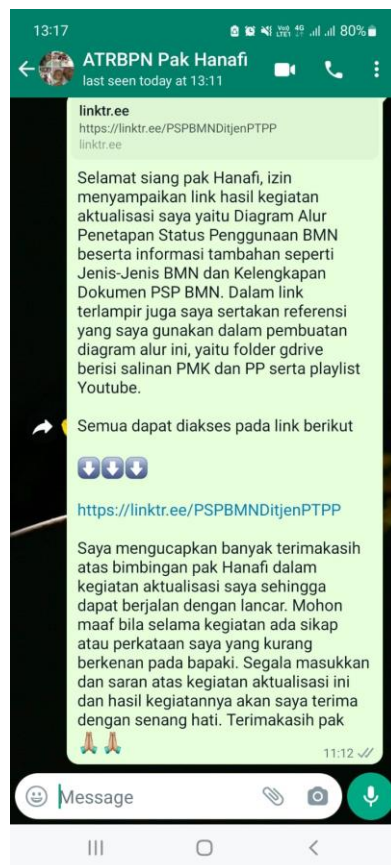 13:17
80%
ATRBPN Pak Hanafi
last seen today at 13:11
linktr.ee
https://linktr.ee/PSPBMNDitjenPTPP
linktr.ee
Selamat siang pak Hanafi, izin
menyampaikan link hasil kegiatan
aktualisasi saya yaitu Diagram Alur
Penetapan Status Penggunaan BMN
beserta informasi tambahan seperti
Jenis-Jenis BMN dan Kelengkapan
Dokumen PSP BMN. Dalam link
terlampir juga saya sertakan referensi
yang saya gunakan dalam pembuatan
diagram alur ini, yaitu folder gdrive
berisi salinan PMK dan PP serta playlist
Youtube.
Semua dapat diakses pada link berikut
https://linktr.ee/PSPBMNDitjenPTPP
Saya mengucapkan banyak terimakasih
atas bimbingan pak Hanafi dalam
kegiatan aktualisasi saya sehingga
dapat berjalan dengan lancar. Mohon
maaf bila selama kegiatan ada sikap
atau perkataan saya yang kurang
berkenan pada bapaki. Segala masukkan
dan saran atas kegiatan aktualisasi ini
dan hasil kegiatannya akan saya terima
dengan senang hati. Terimakasih pak
11:12
Message